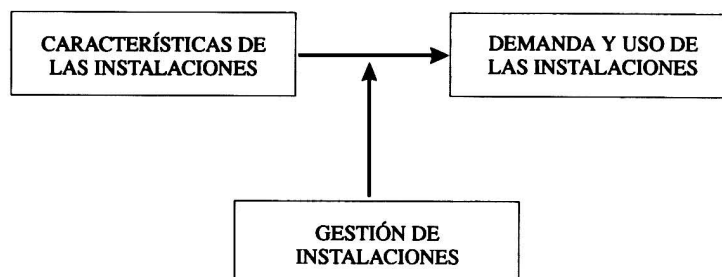 CARACTERÍSTICAS DE
LAS INSTALACIONES
DEMANDA Y USO DE
LAS INSTALACIONES
GESTIÓN DE
INSTALACIONES